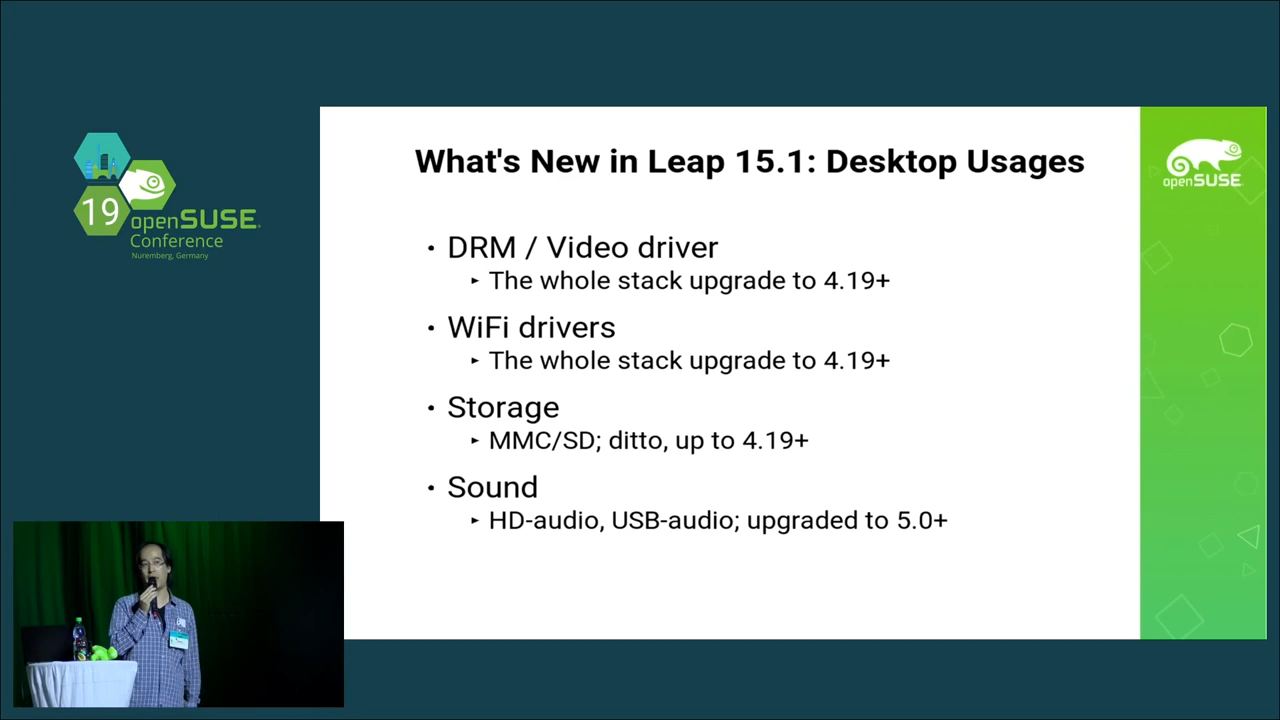 19
openSUSE
Conference
Nuremberg, Germany
What's New in Leap 15.1: Desktop Usages
openSUSE
• DRM / Video driver
‣ The whole stack upgrade to 4.19+
• WiFi drivers
‣ The whole stack upgrade to 4.19+
• Storage
‣ MMC/SD; ditto, up to 4.19+
• Sound
‣ HD-audio, USB-audio; upgraded to 5.0+